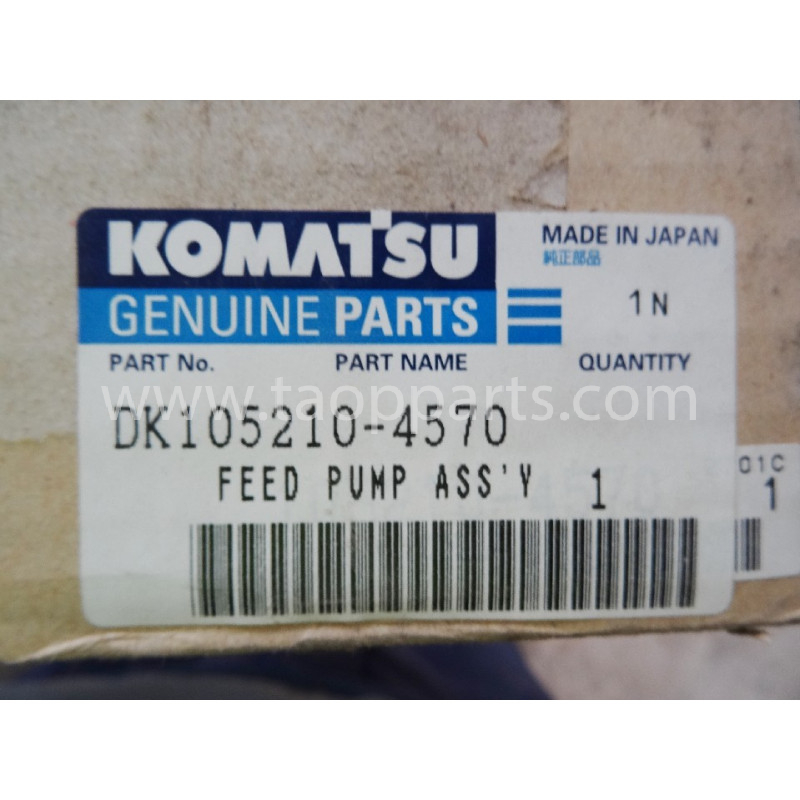 KOMATSU
GENUINE PARTS
MADE IN JAPAN
純正部品
1N
PART No. PART NAME QUANTITY
www.taopparts.com
DK105210-4570
FEED PUMP ASS'Y 1
01C
1